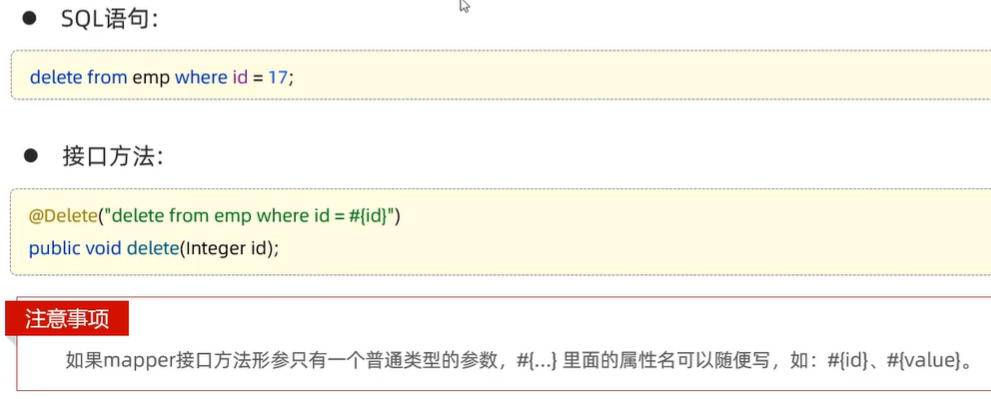 ● SQL语句：
delete from emp where id = 17;
● 接口方法：
@Delete("delete from emp where id = #{id}")
public void delete(Integer id);
注意事项
如果mapper接口方法形参只有一个普通类型的参数，#{…} 里面的属性名可以随便写，如：#{id}、#{value}。